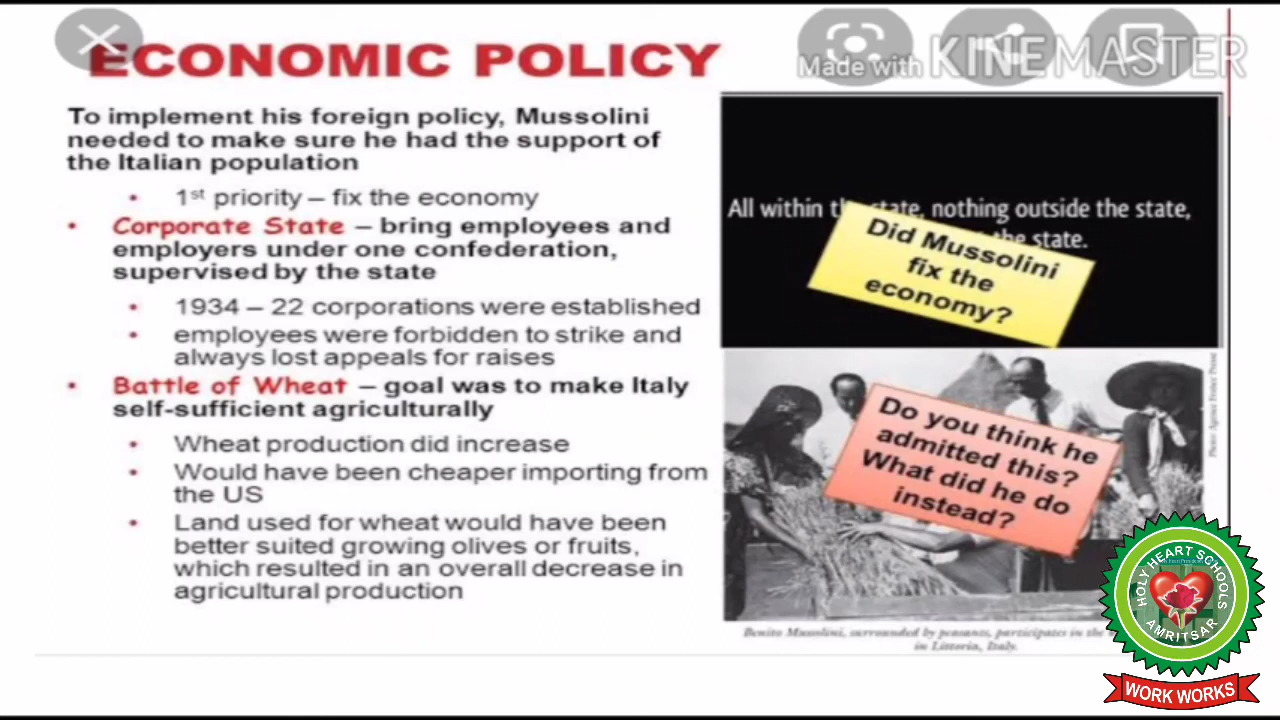 ECONOMIC POLICY
Made with KINEMASTER
To implement his foreign policy, Mussolini
needed to make sure he had the support of
the Italian population
• 1st priority – fix the economy
• Corporate State – bring employees and
employers under one confederation,
supervised by the state
• 1934 – 22 corporations were established
• employees were forbidden to strike and
always lost appeals for raises
• Battle of Wheat – goal was to make Italy
self-sufficient agriculturally
• Wheat production did increase
• Would have been cheaper importing from
the US
• Land used for wheat would have been
better suited growing olives or fruits,
which resulted in an overall decrease in
agricultural production
All within the state, nothing outside the state,
the state.
Did Mussolini
fix the
economy?
Do you think he
admitted this?
What did he do
instead?
Benito Mussolini, surrounded by peasants, participates in the
in Littoria, Italy.
HOLY HEART SCHOOLS
AMRITSAR
WORK WORKS